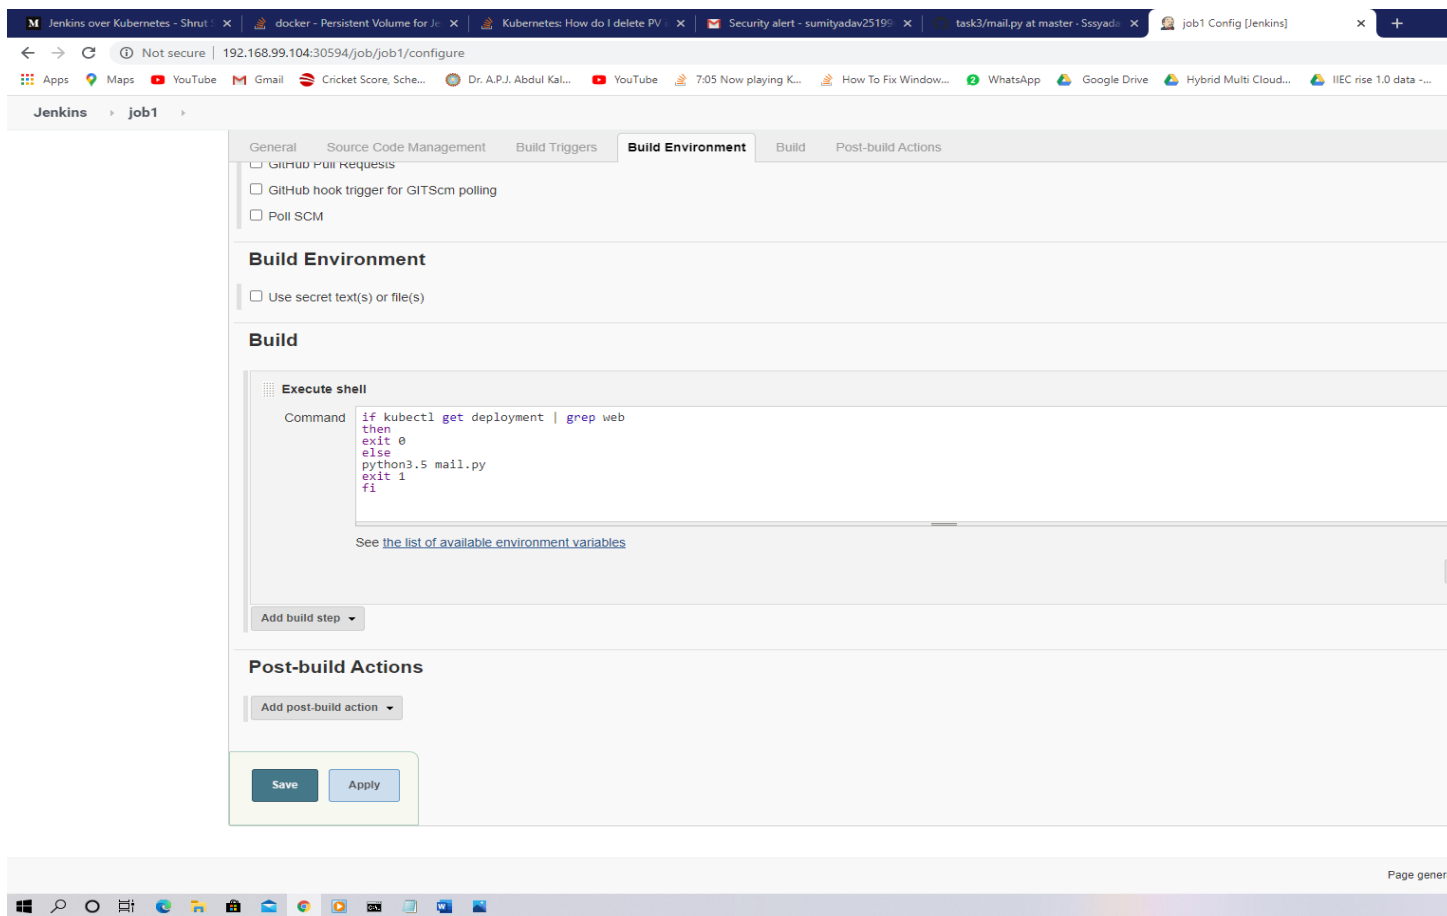 M Jenkins over Kubernetes - Shrut S
docker - Persistent Volume for Je
Kubernetes: How do I delete PV i
Security alert - sumityadav25199
task3/mail.py at master - Sssyada
job1 Config [Jenkins]
Not secure | 192.168.99.104:30594/job/job1/configure
Apps Maps YouTube Gmail Cricket Score, Sche... Dr. A.P.J. Abdul Kal... YouTube 7:05 Now playing K... How To Fix Window... WhatsApp Google Drive Hybrid Multi Cloud... IIEC rise 1.0 data -...
Jenkins job1
General Source Code Management Build Triggers Build Environment Build Post-build Actions
GitHub Pull Requests
GitHub hook trigger for GITScm polling
Poll SCM
Build Environment
Use secret text(s) or file(s)
Build
Execute shell
Command
if kubectl get deployment | grep web
then
exit 0
else
python3.5 mail.py
exit 1
fi
See the list of available environment variables
Add build step
Post-build Actions
Add post-build action
Save Apply
Page gener